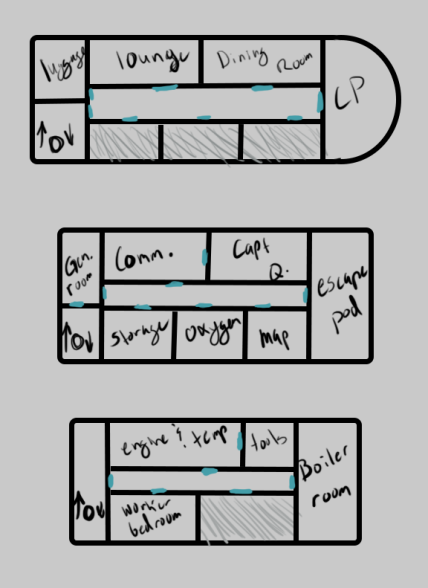 luggage
lounge
Dining
Room
CP
↑O↓
Gen.
room
Comm.
Capt
Q.
escape
pod
↑O↓
storage
oxygen
map
engine & temp
tools
Boiler
room
↑O↓
worker
bedroom